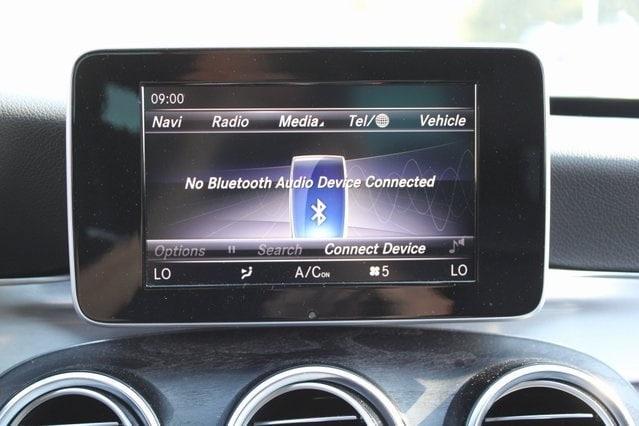 09:00
Navi Radio Media Tel/ Vehicle
No Bluetooth Audio Device Connected
Options Search Connect Device
LO A/C ON 5 LO